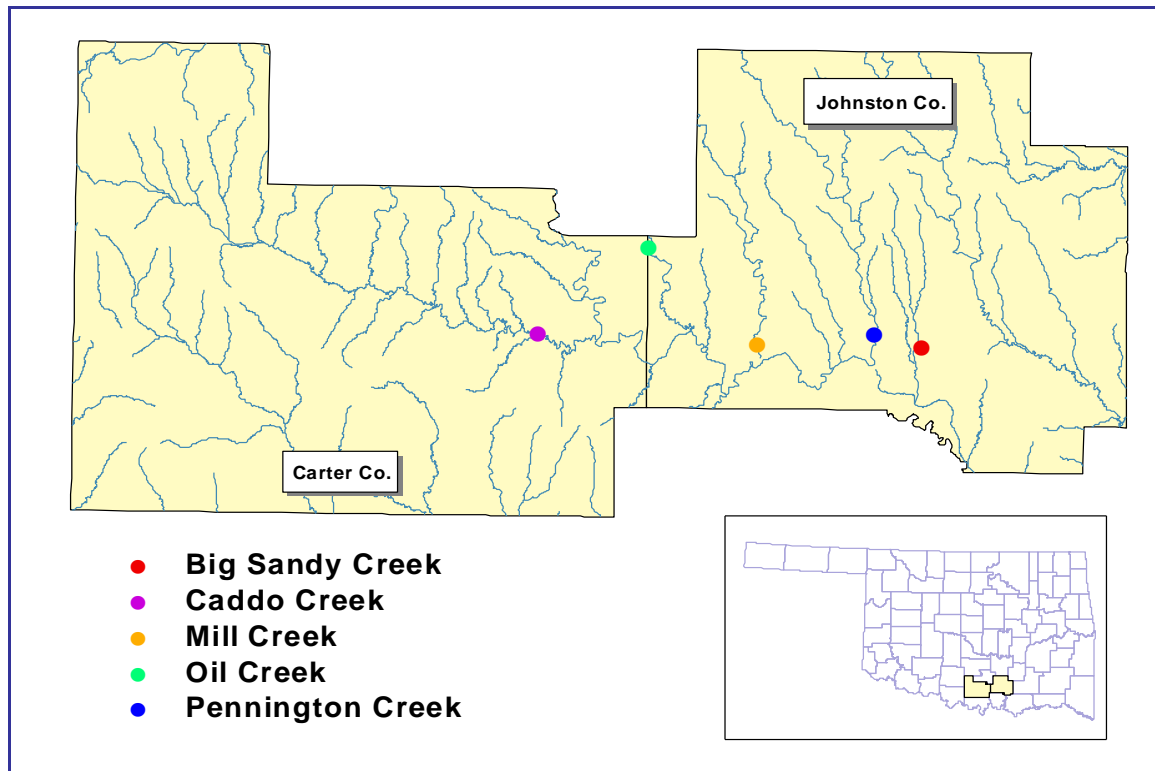 Johnston Co.
Carter Co.
Big Sandy Creek
Caddo Creek
Mill Creek
Oil Creek
Pennington Creek